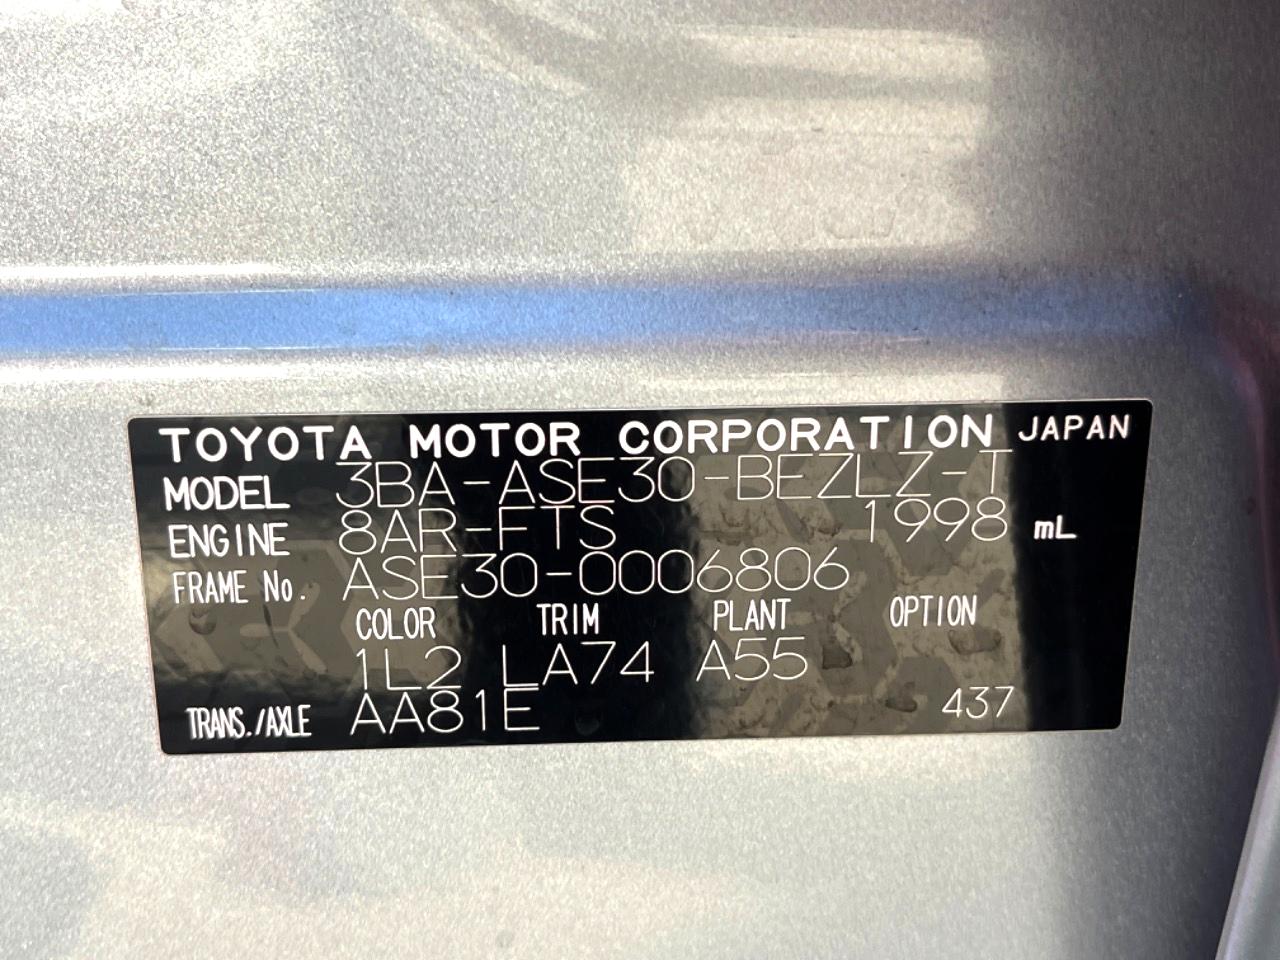 TOYOTA MOTOR CORPORATION JAPAN
MODEL 3BA-ASE30-BEZLZ-T
ENGINE 8AR-FTS 1998 mL
FRAME No. ASE30-0006806
COLOR TRIM PLANT OPTION
1L2 LA74 A55
TRANS./AXLE AA81E 437